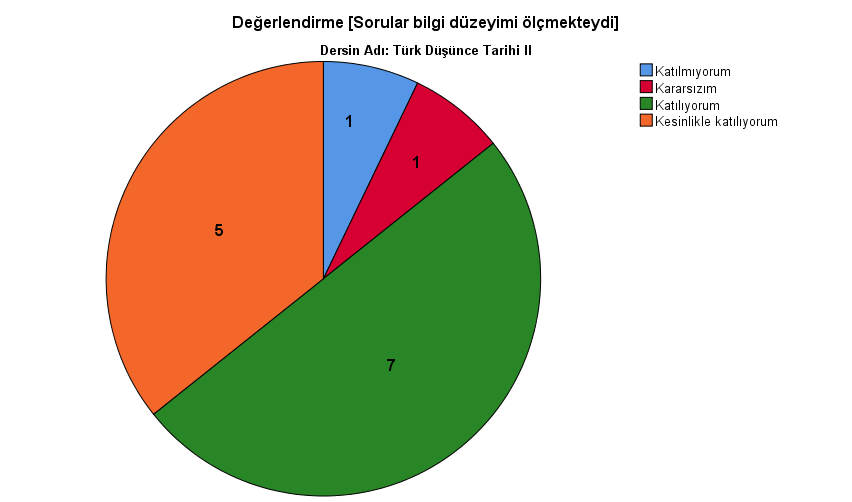 Değerlendirme [Sorular bilgi düzeyimi ölçmekteydi]
Dersin Adı: Türk Düşünce Tarihi II
Katılmıyorum
Kararsızım
Katılıyorum
Kesinlikle katılıyorum
1
1
5
7